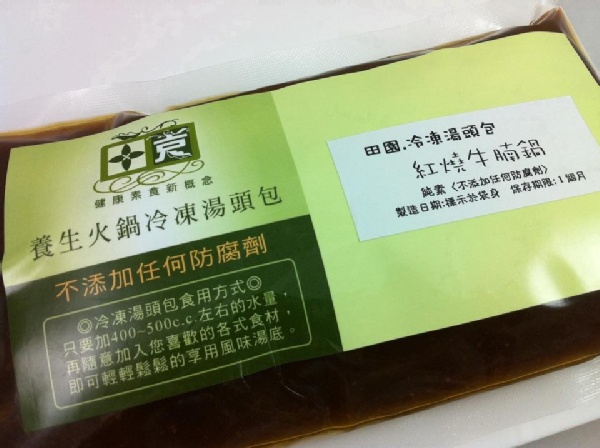 健康素食新概念
養生火鍋冷凍湯頭包
不添加任何防腐劑
◎冷凍湯頭包食用方式◎
只要加400~500c.c.左右的水量，
再隨意加入您喜歡的各式食材，
即可輕輕鬆鬆的享用風味湯底。
田園.冷凍湯頭包
紅燒牛腩鍋
純素〈不添加任何防腐劑〉
製造日期:標示於袋身 保存期限:1個月